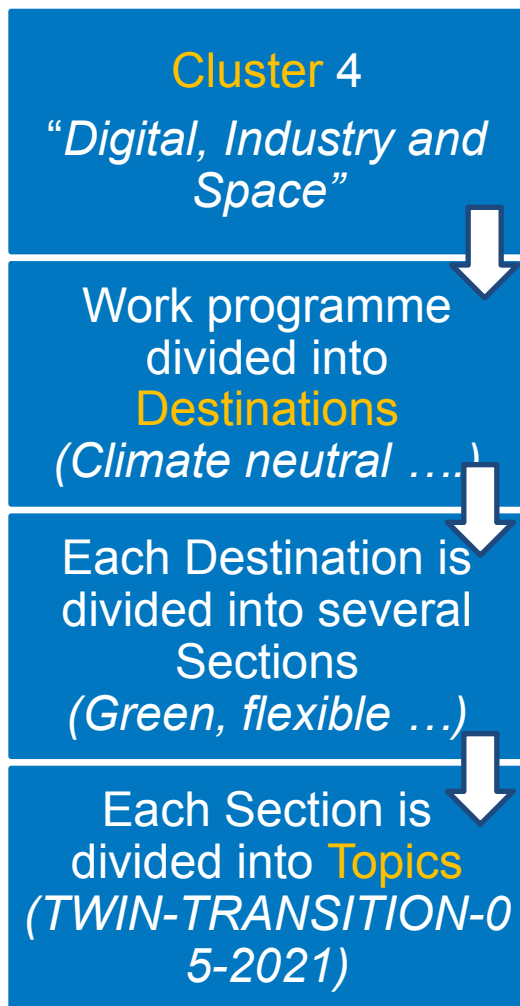 Cluster 4
“Digital, Industry and
Space”
Work programme
divided into
Destinations
(Climate neutral ….)
Each Destination is
divided into several
Sections
(Green, flexible …)
Each Section is
divided into Topics
(TWIN-TRANSITION-0
5-2021)